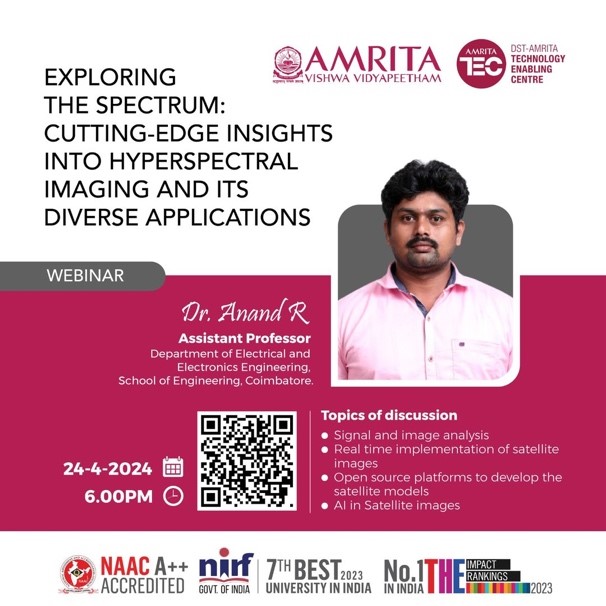 AMRITA
VISHWA VIDYAPEETHAM
AMRITA
TEC
DST-AMRITA
TECHNOLOGY
ENABLING
CENTRE
EXPLORING
THE SPECTRUM:
CUTTING-EDGE INSIGHTS
INTO HYPERSPECTRAL
IMAGING AND ITS
DIVERSE APPLICATIONS
WEBINAR
Dr. Anand R
Assistant Professor
Department of Electrical and
Electronics Engineering,
School of Engineering, Coimbatore.
24-4-2024
6.00PM
Topics of discussion
● Signal and image analysis
● Real time implementation of satellite
images
● Open source platforms to develop the
satellite models
● AI in Satellite images
NAAC A++
ACCREDITED
nirf
GOVT. OF INDIA
7TH BEST 2023
UNIVERSITY IN INDIA
No.1
IN INDIA
THE
IMPACT
RANKINGS
2023